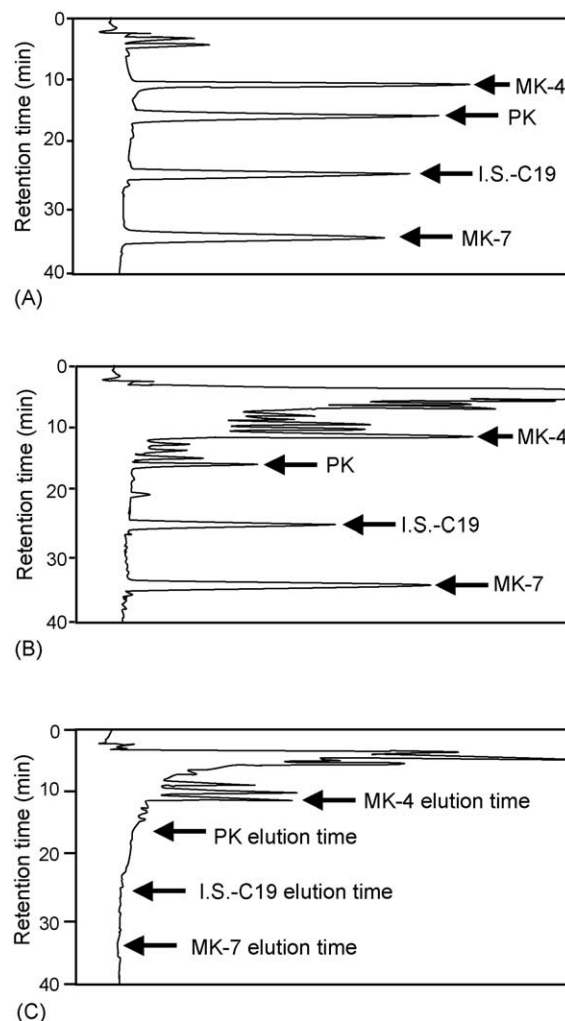 Retention time (min)
0
10
20
30
40
MK-4
PK
I.S.-C19
MK-7
(A)
Retention time (min)
0
10
20
30
40
MK-4
PK
I.S.-C19
MK-7
(B)
Retention time (min)
0
10
20
30
40
MK-4 elution time
PK elution time
I.S.-C19 elution time
MK-7 elution time
(C)